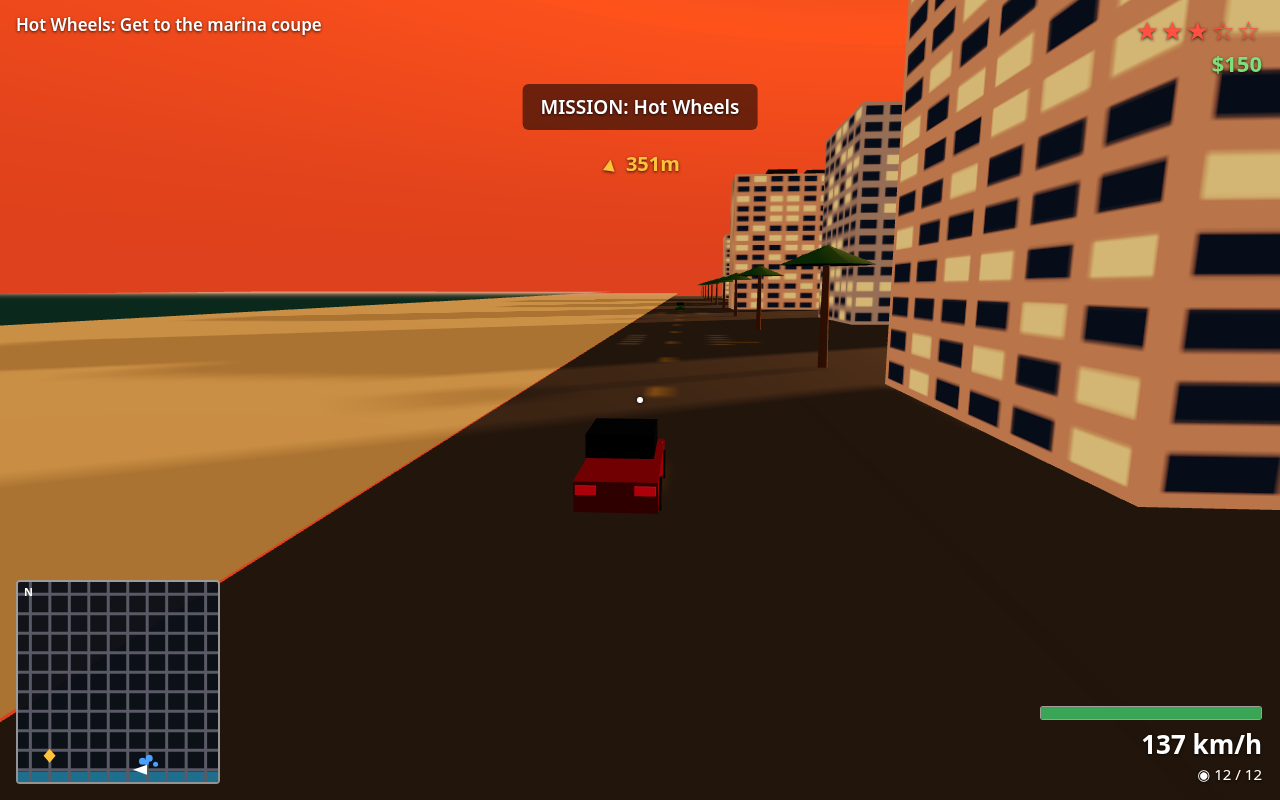 Hot Wheels: Get to the marina coupe
★★★☆☆
$150
MISSION: Hot Wheels
▲ 351m
N
137 km/h
◉ 12 / 12